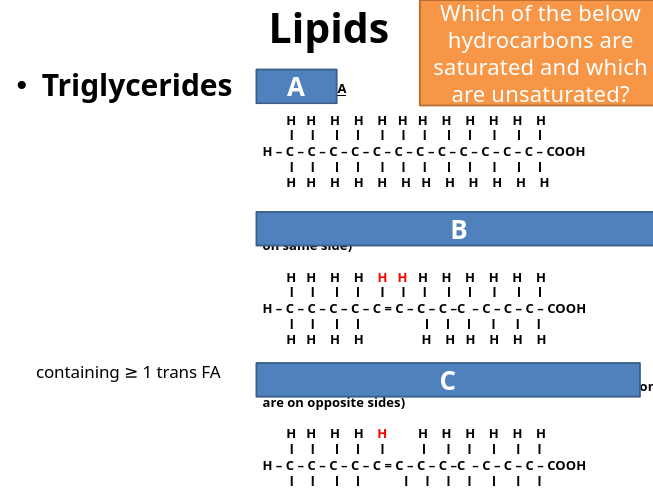 Lipids
Which of the below
hydrocarbons are
saturated and which
are unsaturated?
• Triglycerides
A
A
H H H H H H H H H H H H
H – C – C – C – C – C – C – C – C – C – C – C – C – COOH
H H H H H H H H H H H H
B
on same side)
H H H H H H H H H H H H
H – C – C – C – C – C = C – C – C –C – C – C – C – COOH
H H H H H H H H H H
containing ≥ 1 trans FA
C
are on opposite sides)
H H H H H H H H H H H
H – C – C – C – C – C = C – C – C –C – C – C – C – COOH